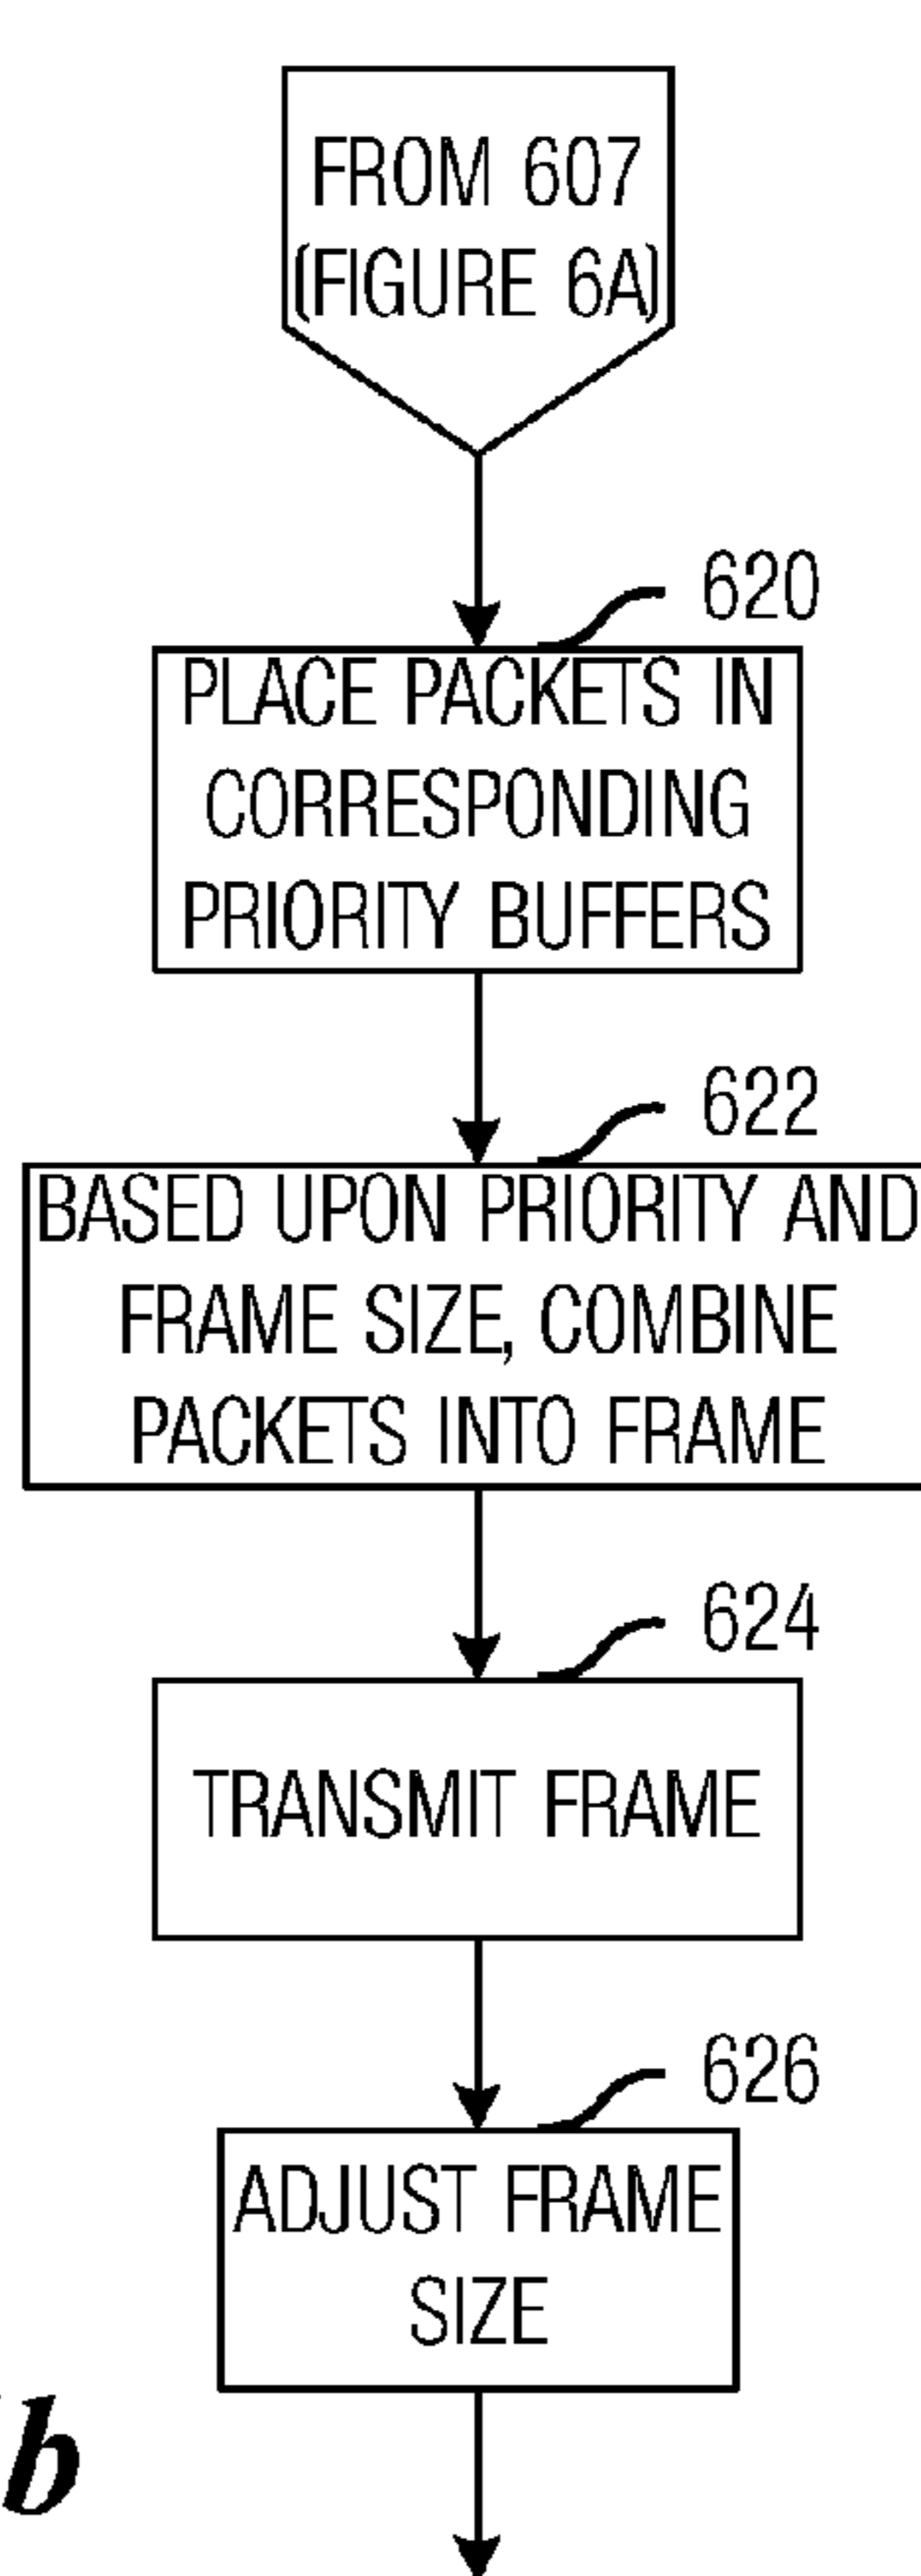 FROM 607
(FIGURE 6A)
620
PLACE PACKETS IN
CORRESPONDING
PRIORITY BUFFERS
622
BASED UPON PRIORITY AND
FRAME SIZE, COMBINE
PACKETS INTO FRAME
624
TRANSMIT FRAME
626
ADJUST FRAME
SIZE
b